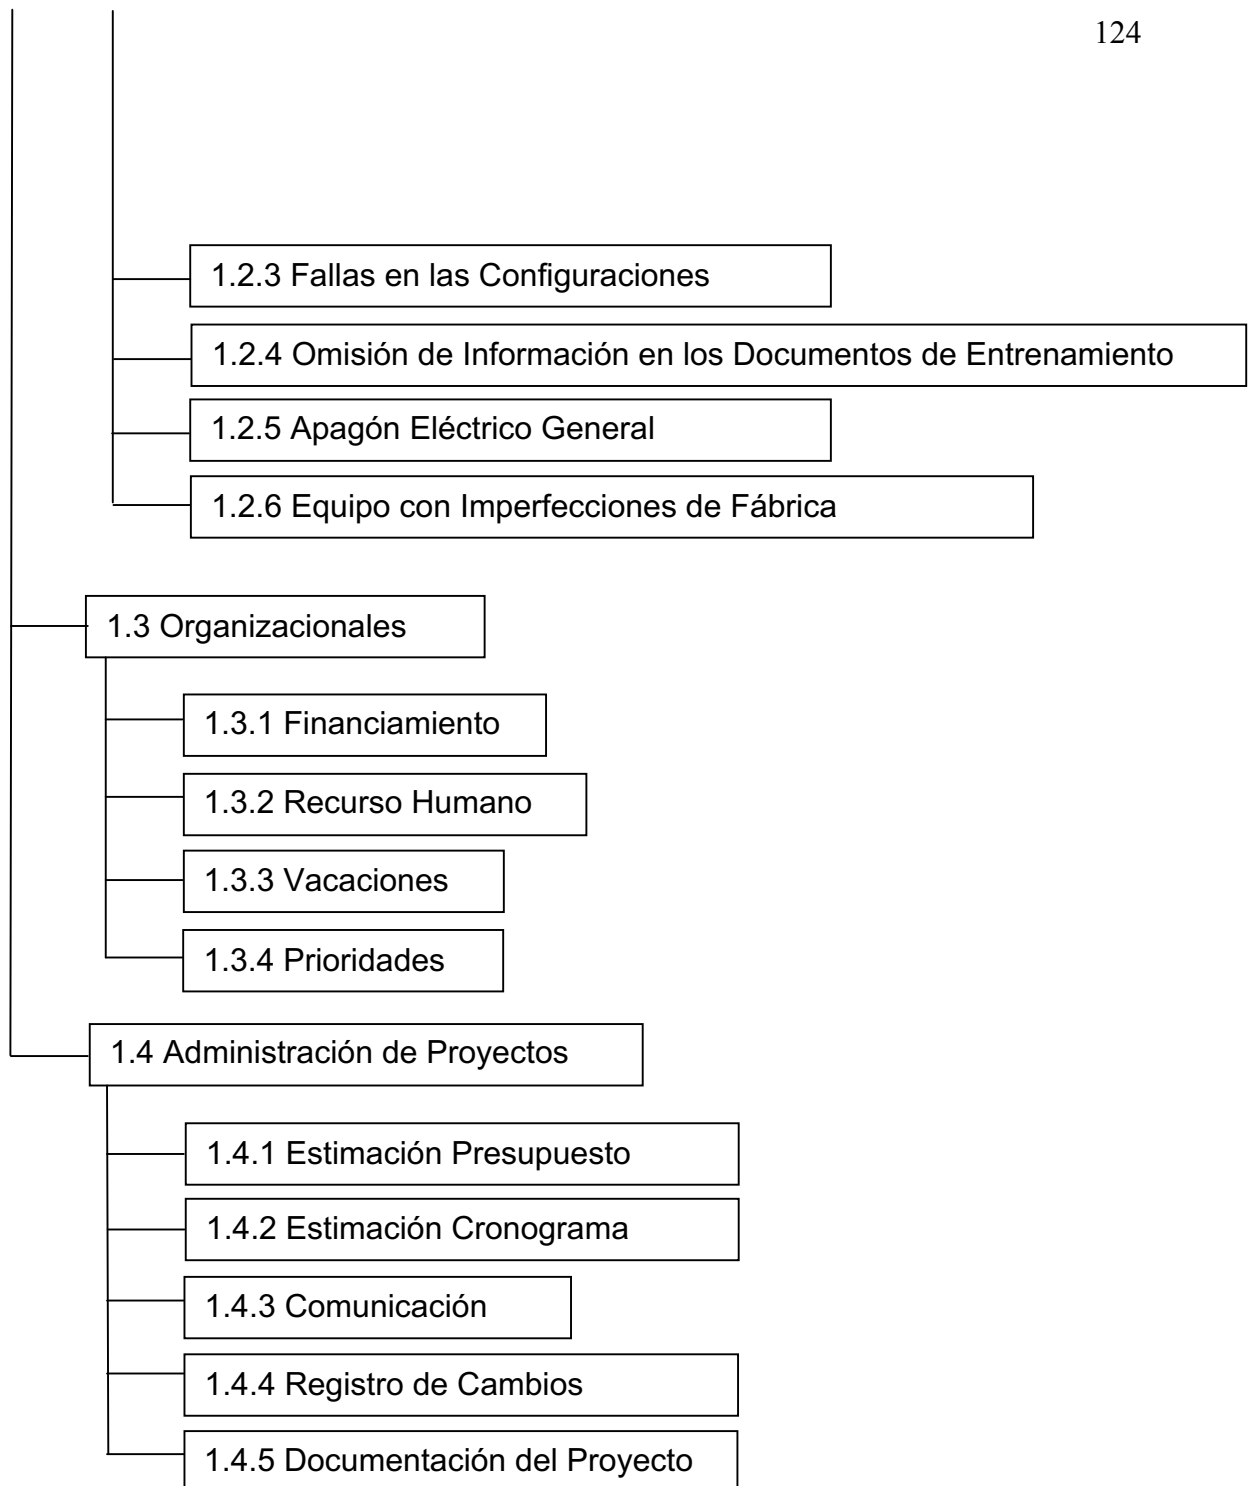 124
1.2.3 Fallas en las Configuraciones
1.2.4 Omisión de Información en los Documentos de Entrenamiento
1.2.5 Apagón Eléctrico General
1.2.6 Equipo con Imperfecciones de Fábrica
1.3 Organizacionales
1.3.1 Financiamiento
1.3.2 Recurso Humano
1.3.3 Vacaciones
1.3.4 Prioridades
1.4 Administración de Proyectos
1.4.1 Estimación Presupuesto
1.4.2 Estimación Cronograma
1.4.3 Comunicación
1.4.4 Registro de Cambios
1.4.5 Documentación del Proyecto